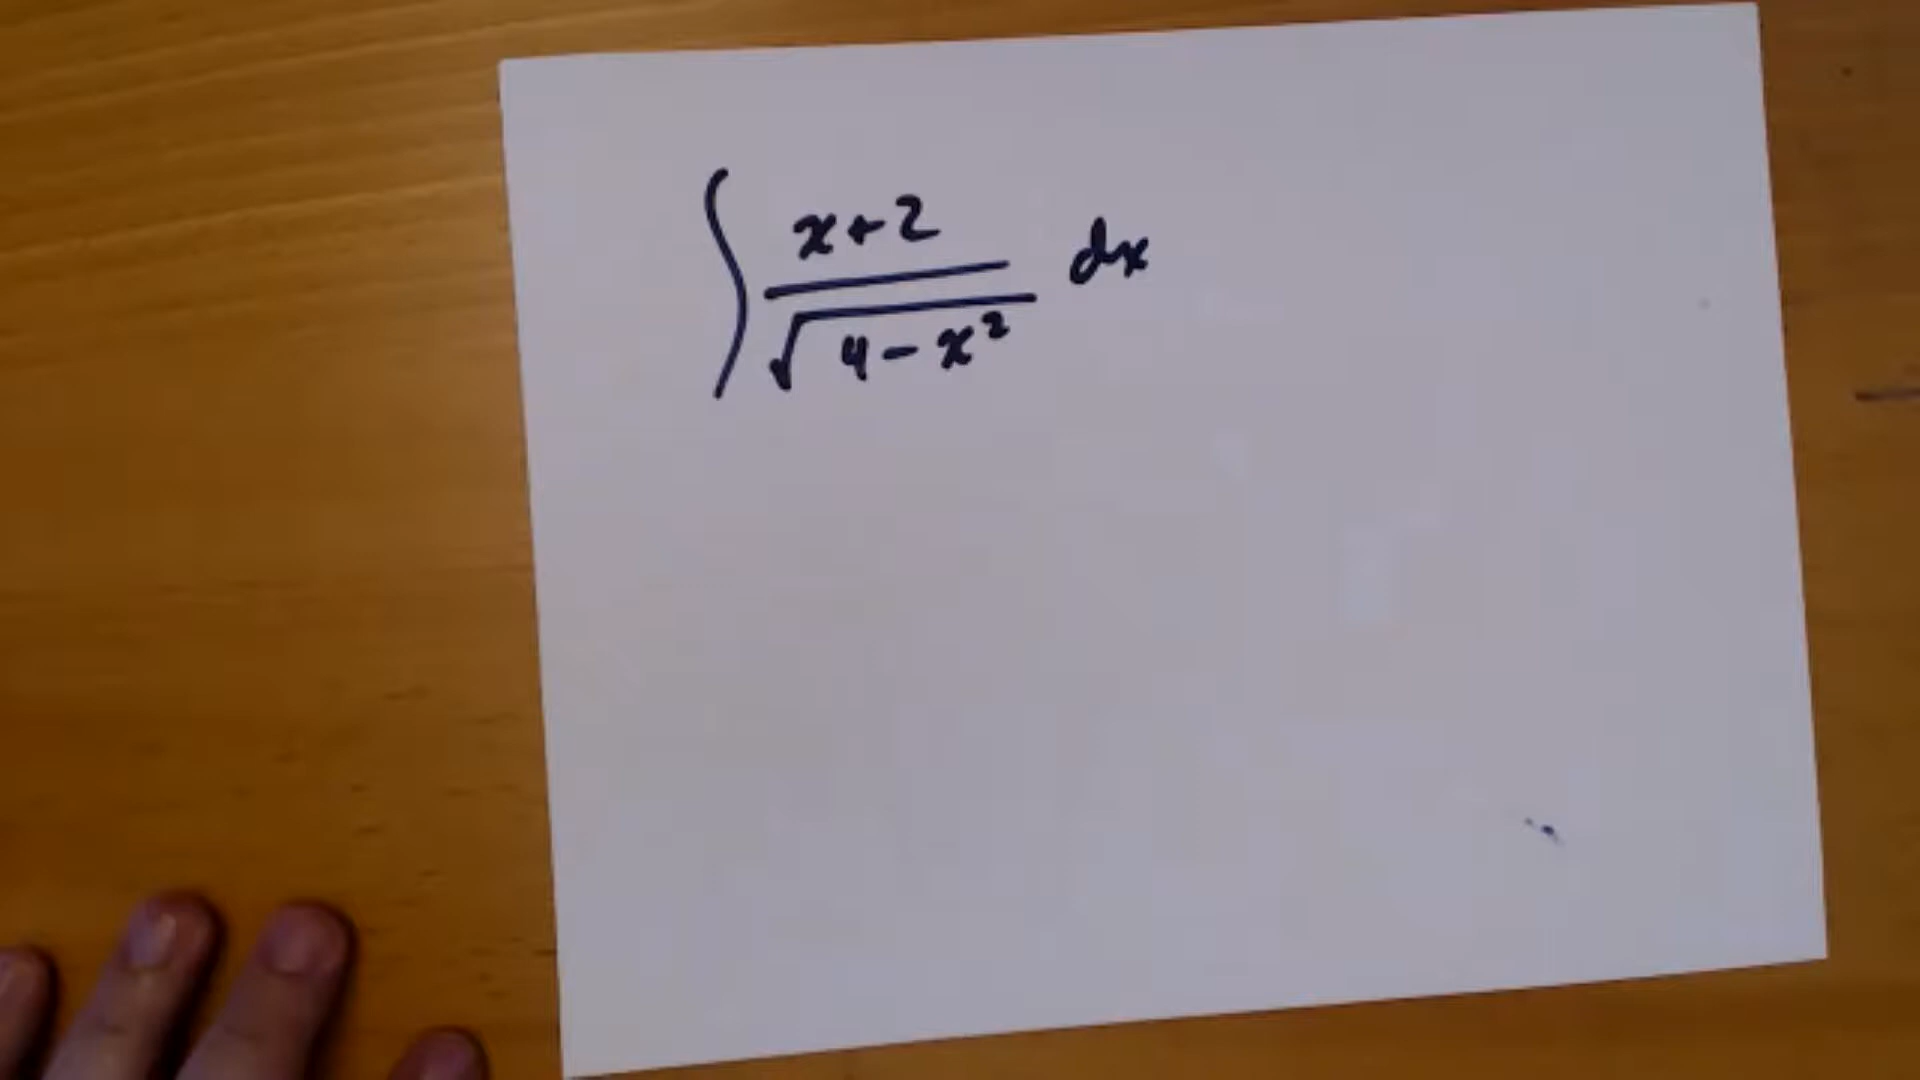 ∫ x+2 / √(4-x²) dx